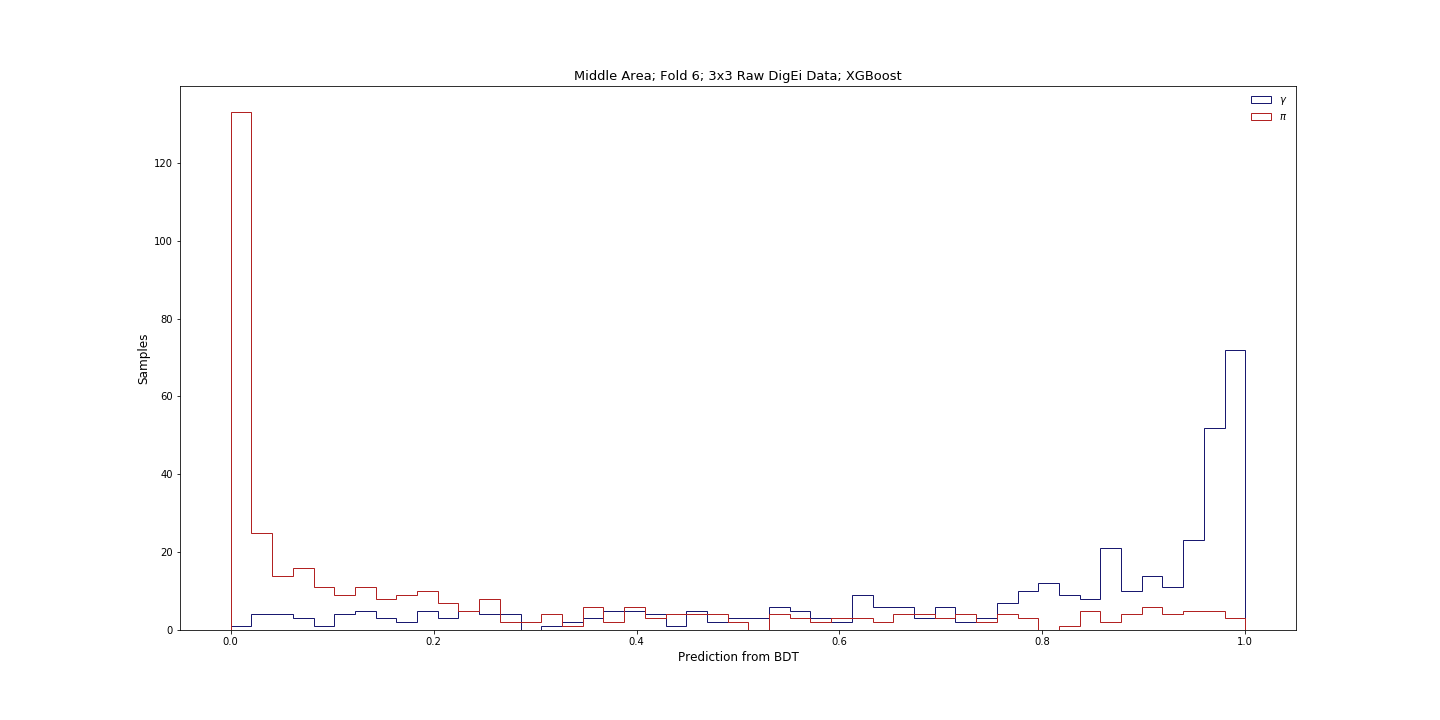 Middle Area; Fold 6; 3x3 Raw DigEi Data; XGBoost
γ
π
120
100
80
60
40
20
0
Samples
0.0 0.2 0.4 0.6 0.8 1.0
Prediction from BDT